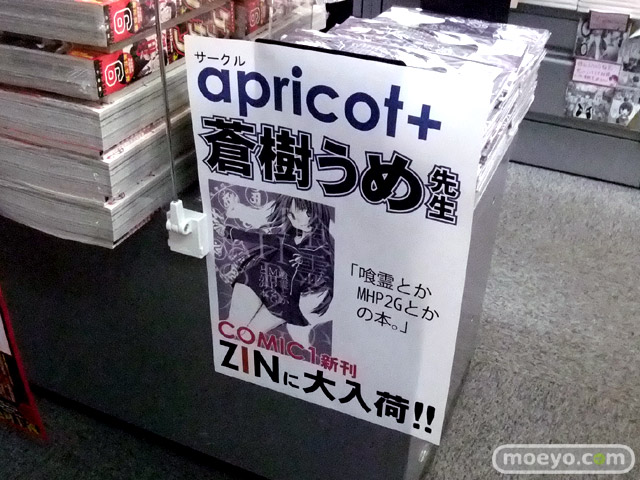 サークル
apricot+
蒼樹うめ先生
「喰霊とか
MHP2Gとか
の本。」
COMIC1新刊
ZINに大入荷!!
moeyo.com